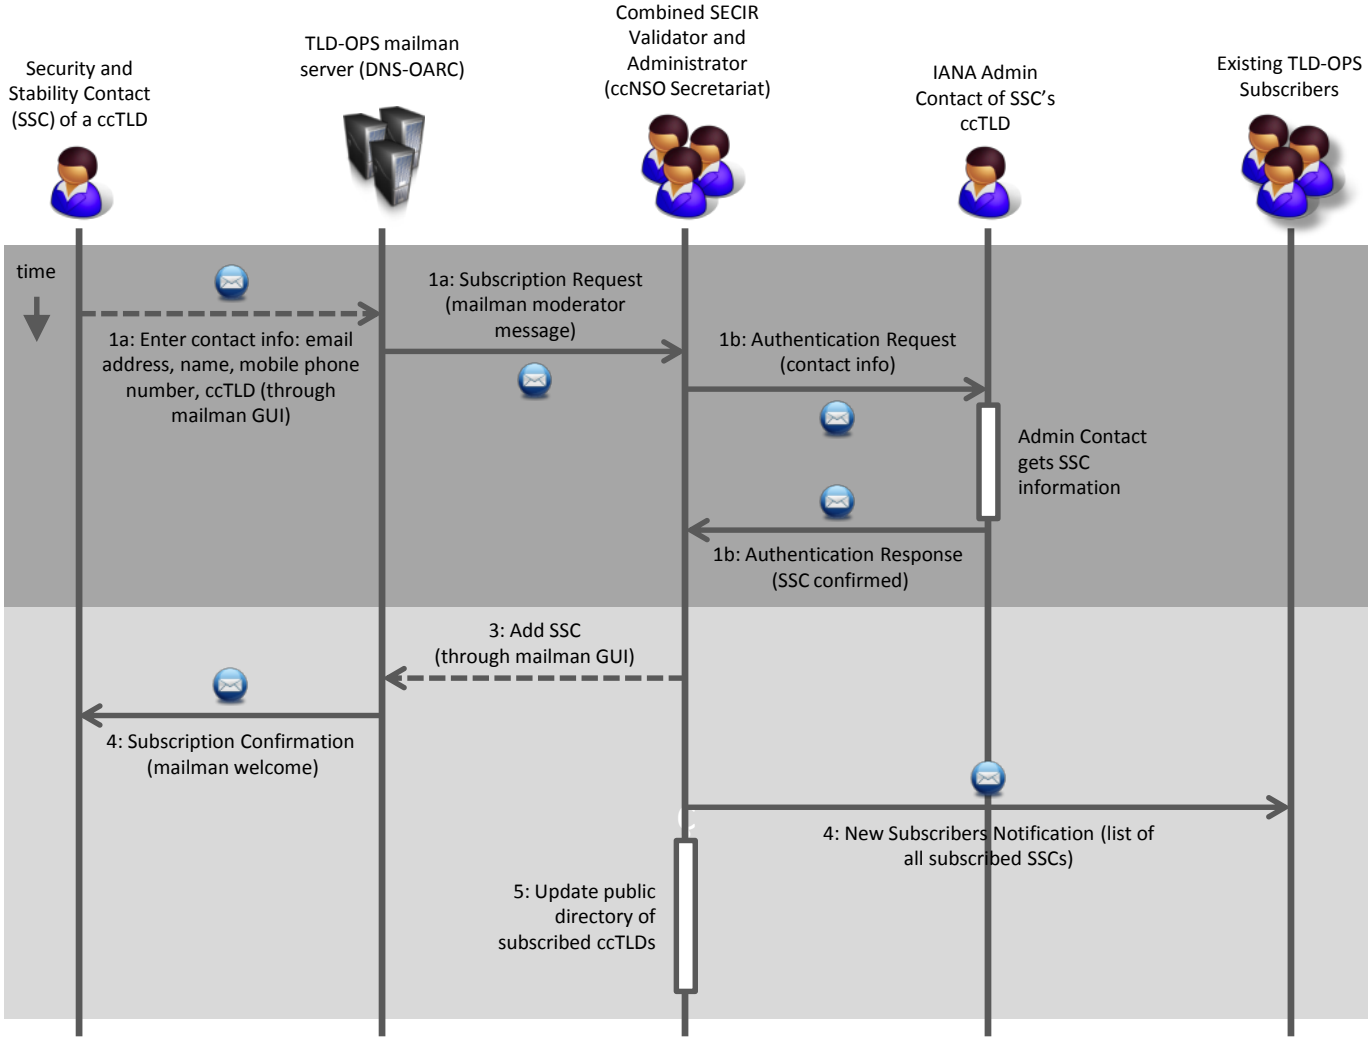 Security and
Stability Contact
(SSC) of a ccTLD
TLD-OPS mailman
server (DNS-OARC)
Combined SECIR
Validator and
Administrator
(ccNSO Secretariat)
IANA Admin
Contact of SSC's
ccTLD
Existing TLD-OPS
Subscribers
time
1a: Enter contact info: email
address, name, mobile phone
number, ccTLD (through
mailman GUI)
1a: Subscription Request
(mailman moderator
message)
1b: Authentication Request
(contact info)
Admin Contact
gets SSC
information
1b: Authentication Response
(SSC confirmed)
3: Add SSC
(through mailman GUI)
4: Subscription Confirmation
(mailman welcome)
4: New Subscribers Notification (list of
all subscribed SSCs)
5: Update public
directory of
subscribed ccTLDs